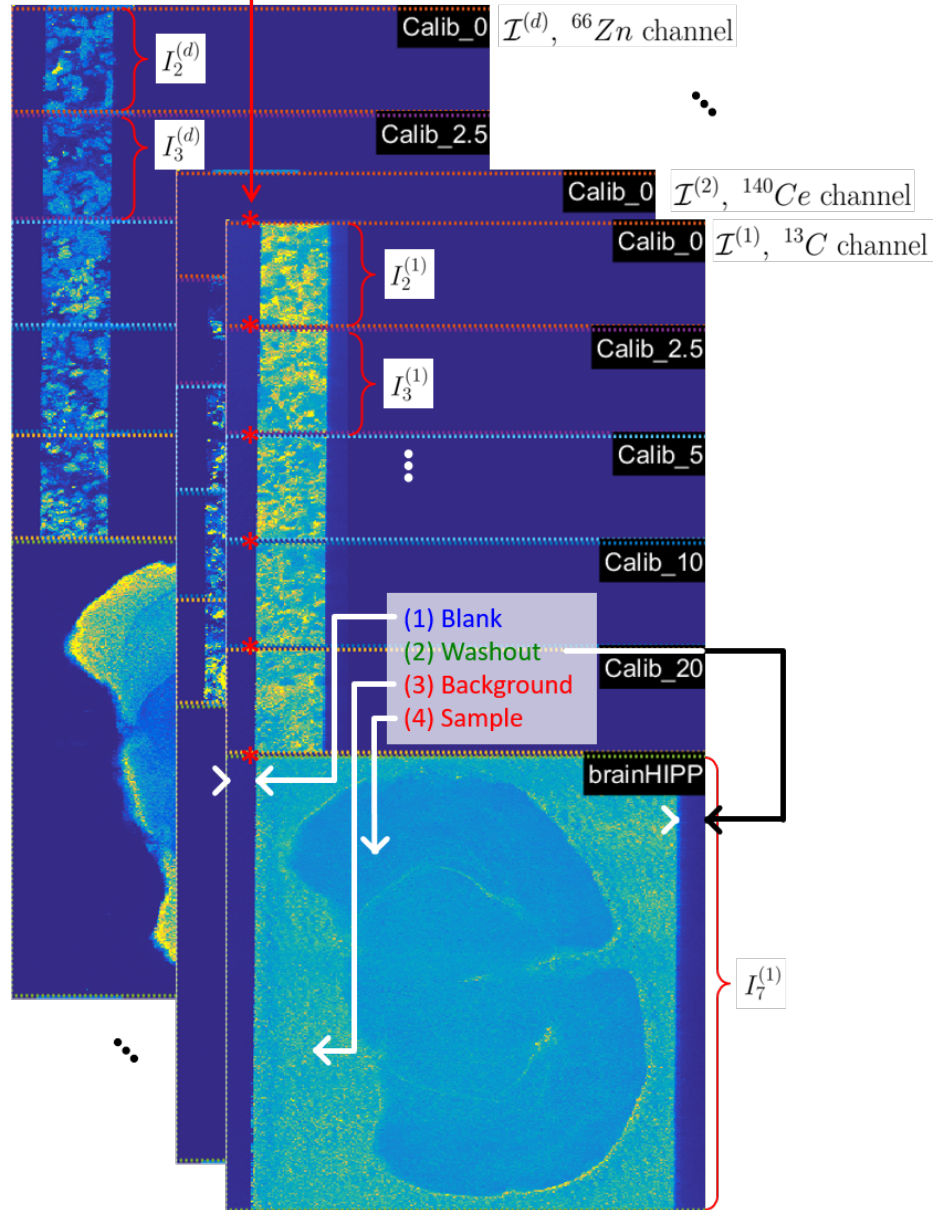 Calib_0
𝓘^(d), ^66Zn channel
I_2^(d)
Calib_2.5
I_3^(d)
Calib_0
𝓘^(2), ^140Ce channel
Calib_0
𝓘^(1), ^13C channel
I_2^(1)
Calib_2.5
I_3^(1)
Calib_5
Calib_10
(1) Blank
(2) Washout
Calib_20
(3) Background
(4) Sample
brainHIPP
I_7^(1)